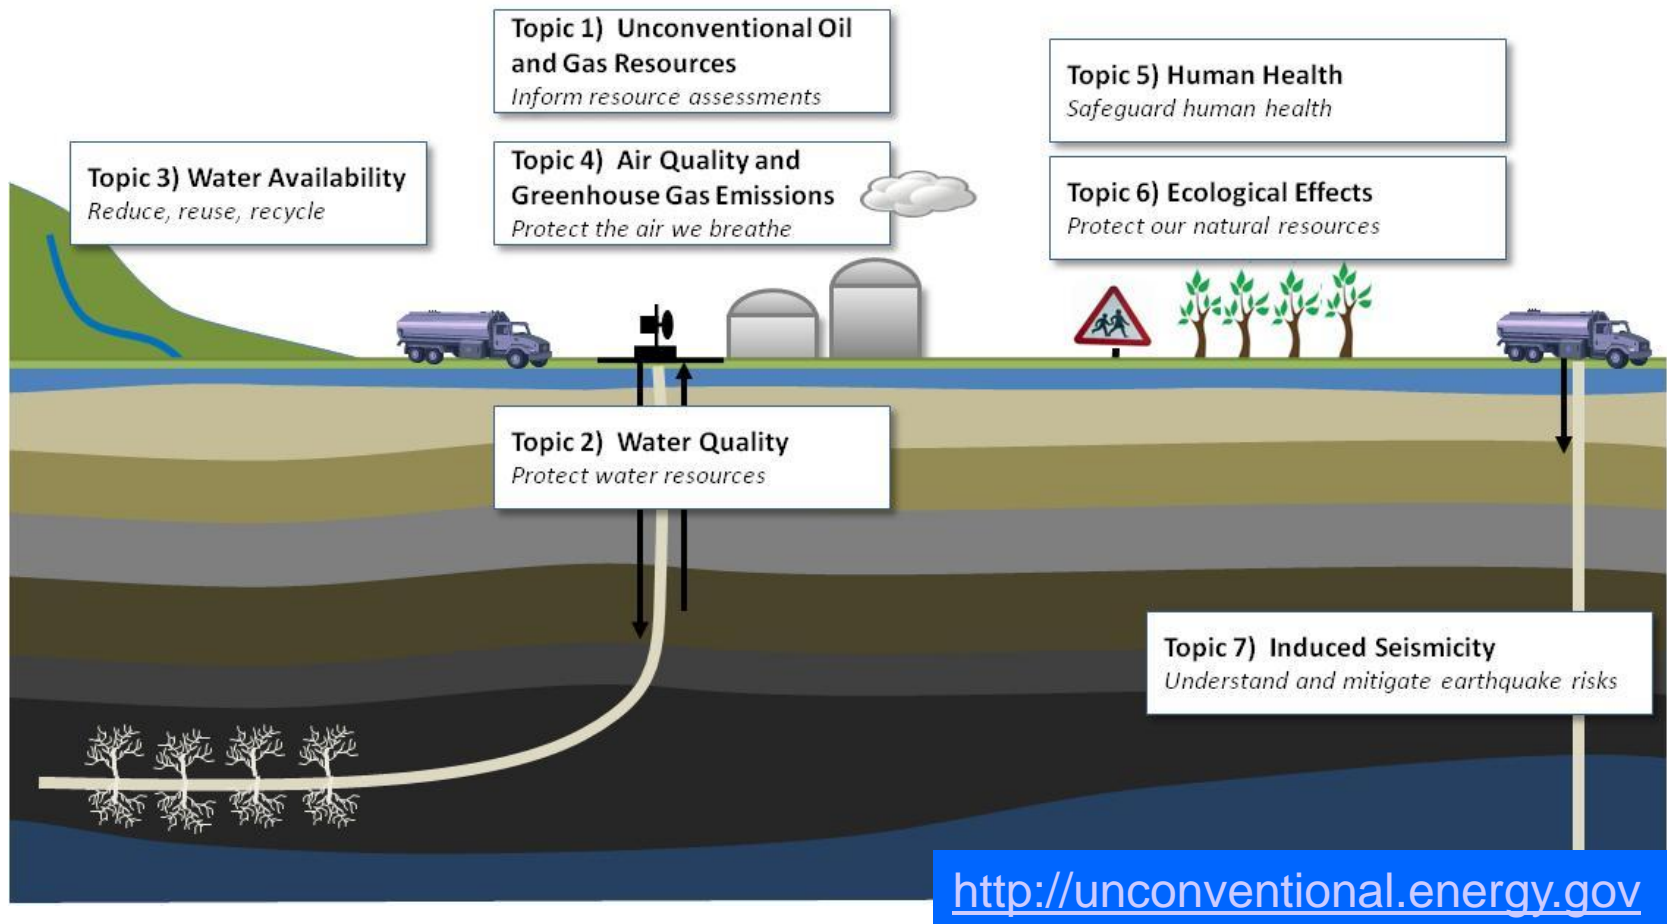 Topic 1)  Unconventional Oil
and Gas Resources
Inform resource assessments
Topic 5) Human Health
Safeguard human health
Topic 3) Water Availability
Reduce, reuse, recycle
Topic 4)  Air Quality and
Greenhouse Gas Emissions
Protect the air we breathe
Topic 6) Ecological Effects
Protect our natural resources
Topic 2)  Water Quality
Protect water resources
Topic 7)  Induced Seismicity
Understand and mitigate earthquake risks
http://unconventional.energy.gov